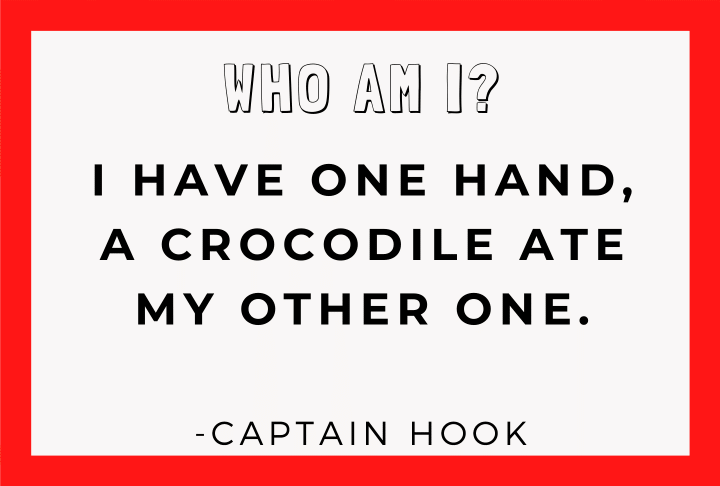 WHO AM I?
I HAVE ONE HAND,
A CROCODILE ATE
MY OTHER ONE.
-CAPTAIN HOOK